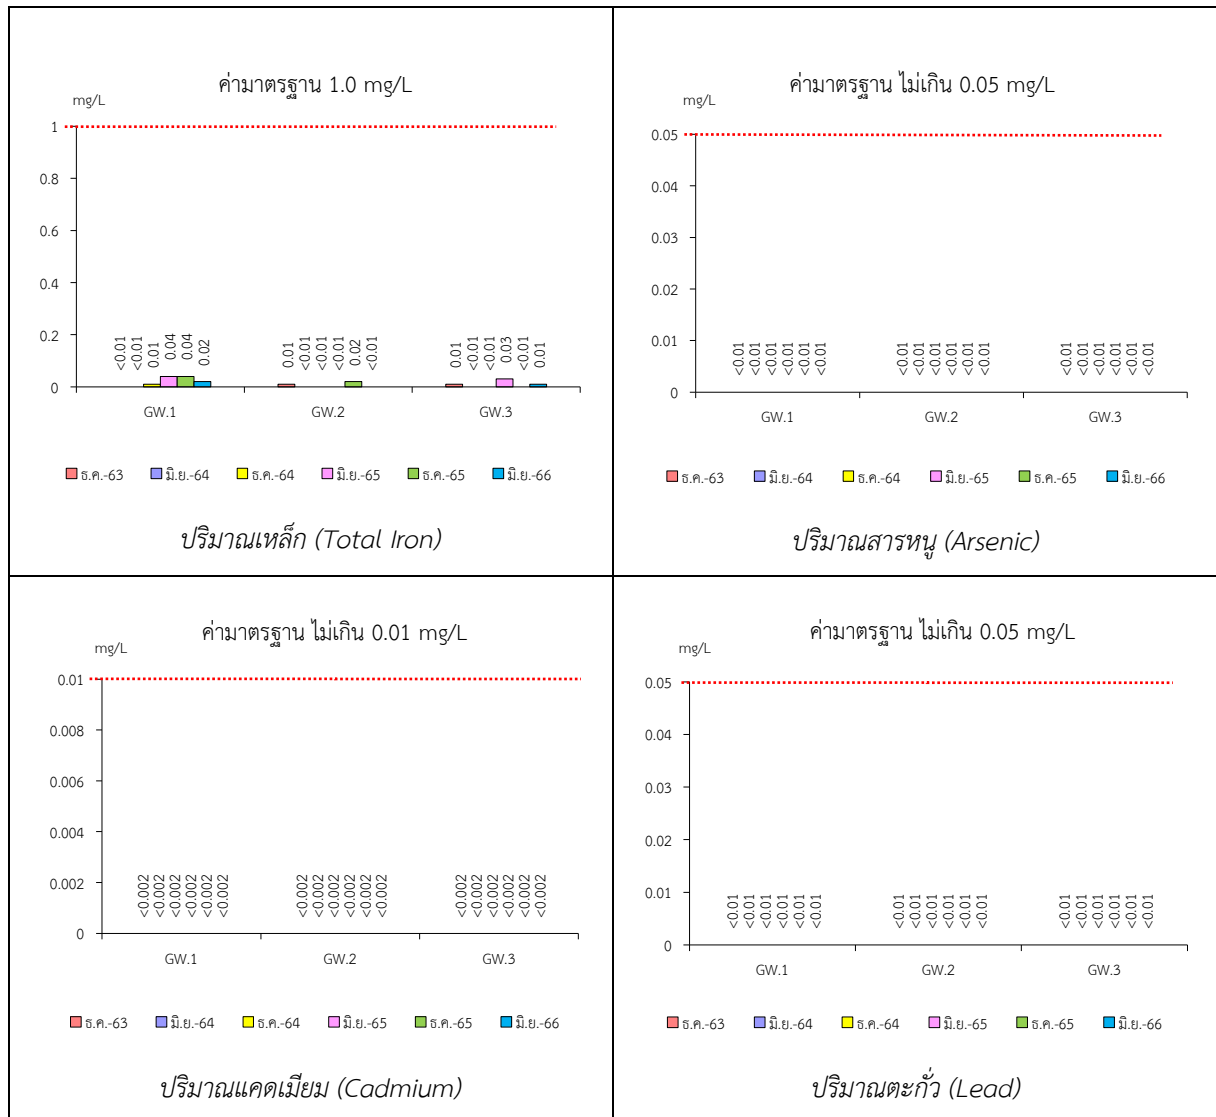 ค่ามาตรฐาน 1.0 mg/L
mg/L
1
0.8
0.6
0.4
0.2
0
<0.01 <0.01 0.01 0.04 0.04 0.02
0.01 <0.01 <0.01 <0.01 0.02 <0.01
0.01 <0.01 <0.01 0.03 <0.01 0.01
GW.1 GW.2 GW.3
ธ.ค.-63 มิ.ย.-64 ธ.ค.-64 มิ.ย.-65 ธ.ค.-65 มิ.ย.-66
ปริมาณเหล็ก (Total Iron)
ค่ามาตรฐาน ไม่เกิน 0.05 mg/L
mg/L
0.05
0.04
0.03
0.02
0.01
0
<0.01 <0.01 <0.01 <0.01 <0.01 <0.01
<0.01 <0.01 <0.01 <0.01 <0.01 <0.01
<0.01 <0.01 <0.01 <0.01 <0.01 <0.01
GW.1 GW.2 GW.3
ธ.ค.-63 มิ.ย.-64 ธ.ค.-64 มิ.ย.-65 ธ.ค.-65 มิ.ย.-66
ปริมาณสารหนู (Arsenic)
ค่ามาตรฐาน ไม่เกิน 0.01 mg/L
mg/L
0.01
0.008
0.006
0.004
0.002
0
<0.002 <0.002 <0.002 <0.002 <0.002 <0.002
<0.002 <0.002 <0.002 <0.002 <0.002 <0.002
<0.002 <0.002 <0.002 <0.002 <0.002 <0.002
GW.1 GW.2 GW.3
ธ.ค.-63 มิ.ย.-64 ธ.ค.-64 มิ.ย.-65 ธ.ค.-65 มิ.ย.-66
ปริมาณแคดเมียม (Cadmium)
ค่ามาตรฐาน ไม่เกิน 0.05 mg/L
mg/L
0.05
0.04
0.03
0.02
0.01
0
<0.01 <0.01 <0.01 <0.01 <0.01 <0.01
<0.01 <0.01 <0.01 <0.01 <0.01 <0.01
<0.01 <0.01 <0.01 <0.01 <0.01 <0.01
GW.1 GW.2 GW.3
ธ.ค.-63 มิ.ย.-64 ธ.ค.-64 มิ.ย.-65 ธ.ค.-65 มิ.ย.-66
ปริมาณตะกั่ว (Lead)